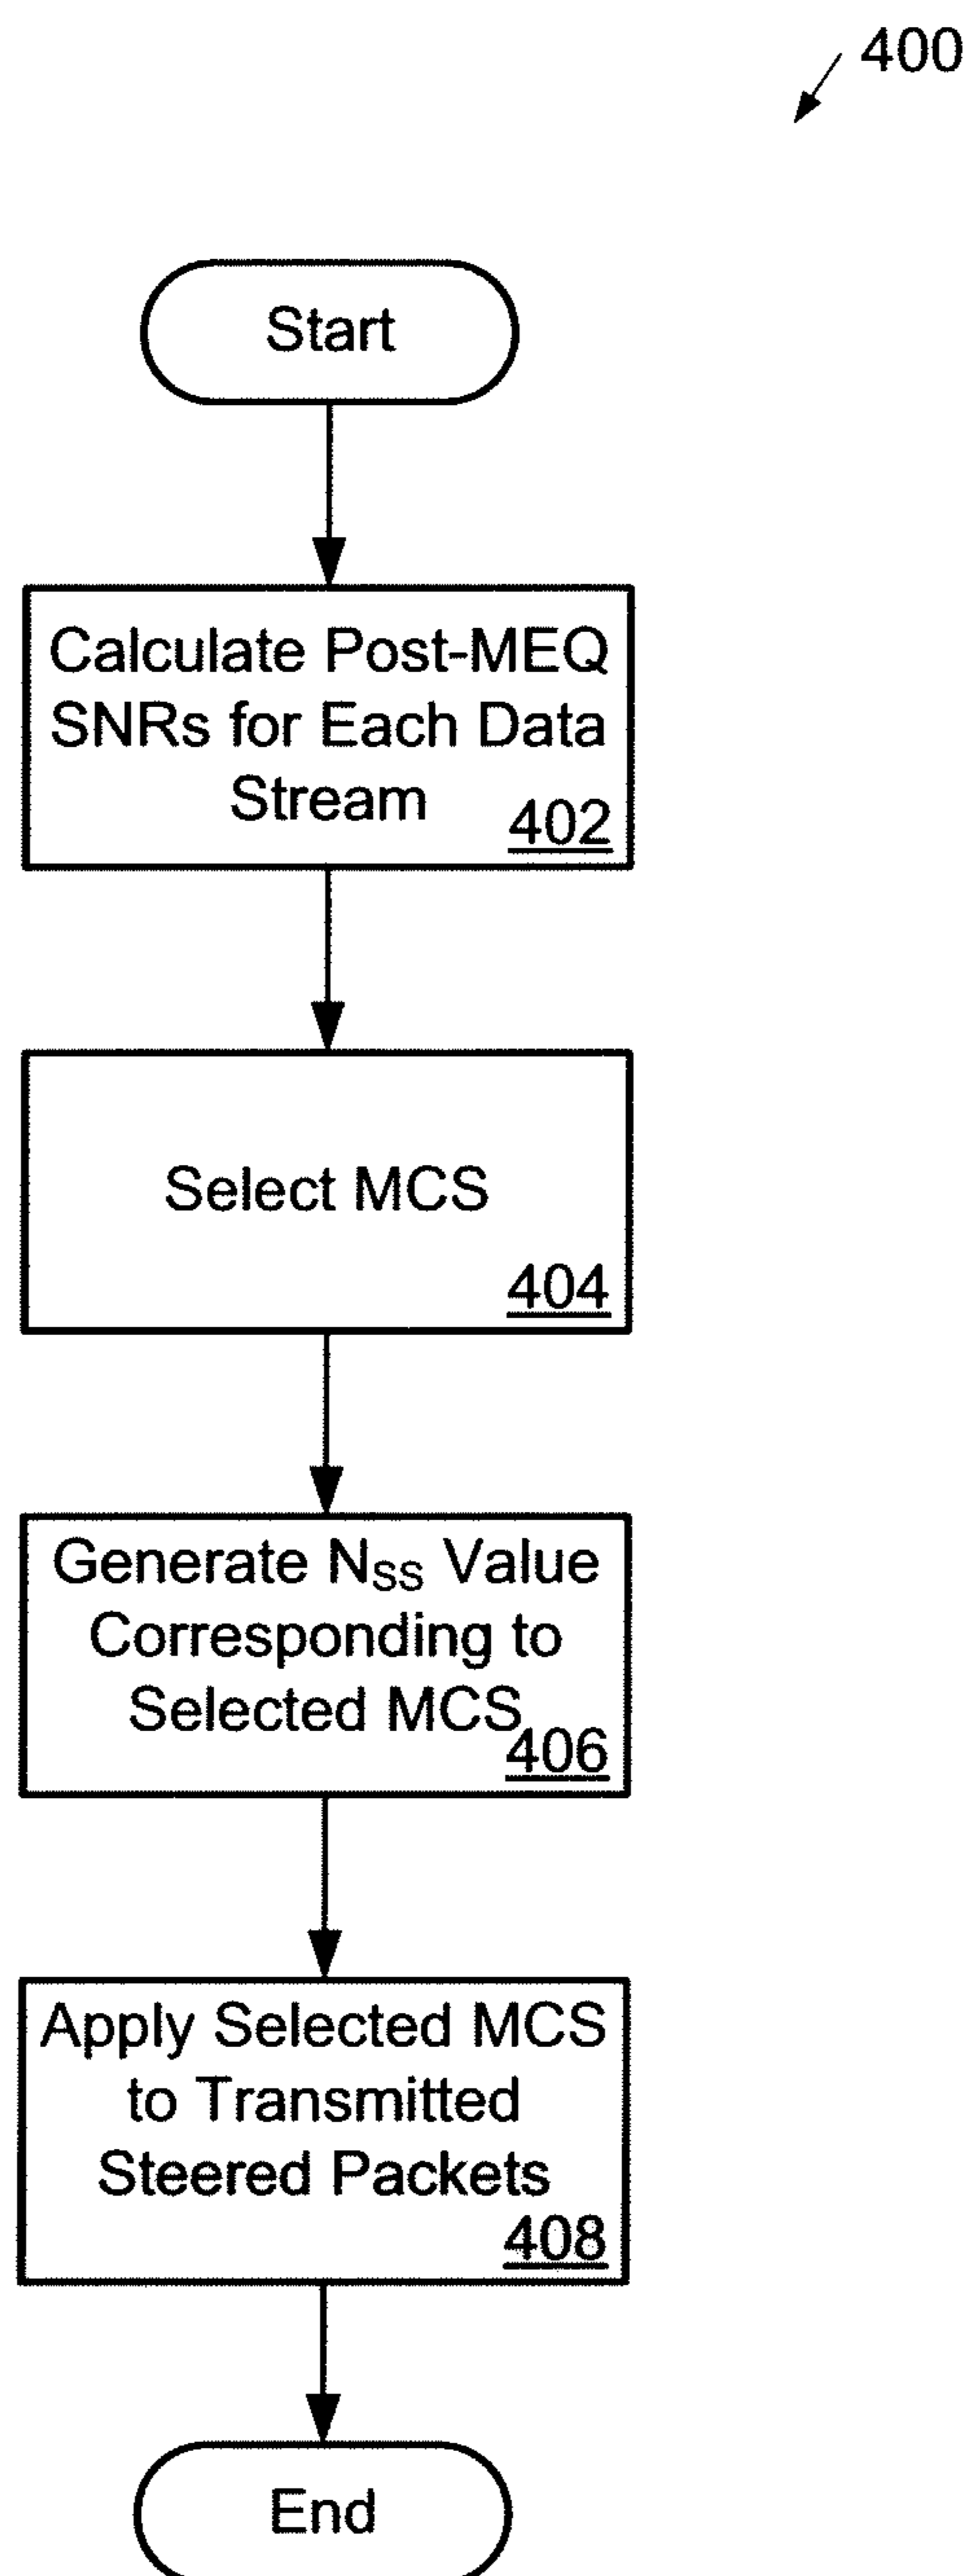 400
Start
Calculate Post-MEQ
SNRs for Each Data
Stream
402
Select MCS
404
Generate NSS Value
Corresponding to
Selected MCS
406
Apply Selected MCS
to Transmitted
Steered Packets
408
End